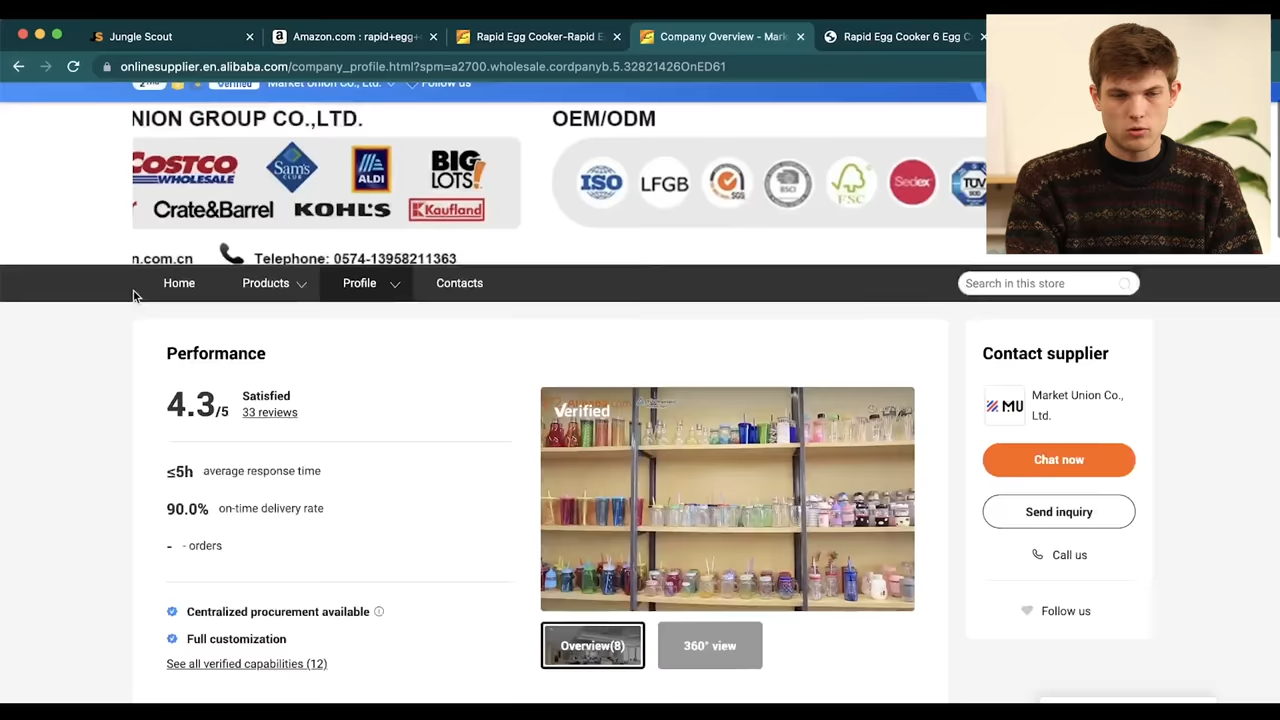 Jungle Scout
Amazon.com : rapid+egg+
Rapid Egg Cooker-Rapid E
Company Overview - Mark
Rapid Egg Cooker 6 Egg C
onlinesupplier.en.alibaba.com/company_profile.html?spm=a2700.wholesale.cordpanyb.5.32821426OnED61
Verified
Market Union Co., Ltd.
Follow us
NION GROUP CO.,LTD.
OEM/ODM
COSTCO
WHOLESALE
Sam's
CLUB
ALDI
BIG
LOTS!
ISO
LFGB
SGS
BSCI
FSC
Sedex
TUV
Crate&Barrel
KOHL'S
Kaufland
n.com.cn
Telephone: 0574-13958211363
Home
Products
Profile
Contacts
Search in this store
Performance
4.3/5
Satisfied
33 reviews
≤5h average response time
90.0% on-time delivery rate
- - orders
Centralized procurement available
Full customization
See all verified capabilities (12)
Verified
Overview(8)
360° view
Contact supplier
MU
Market Union Co.,
Ltd.
Chat now
Send inquiry
Call us
Follow us